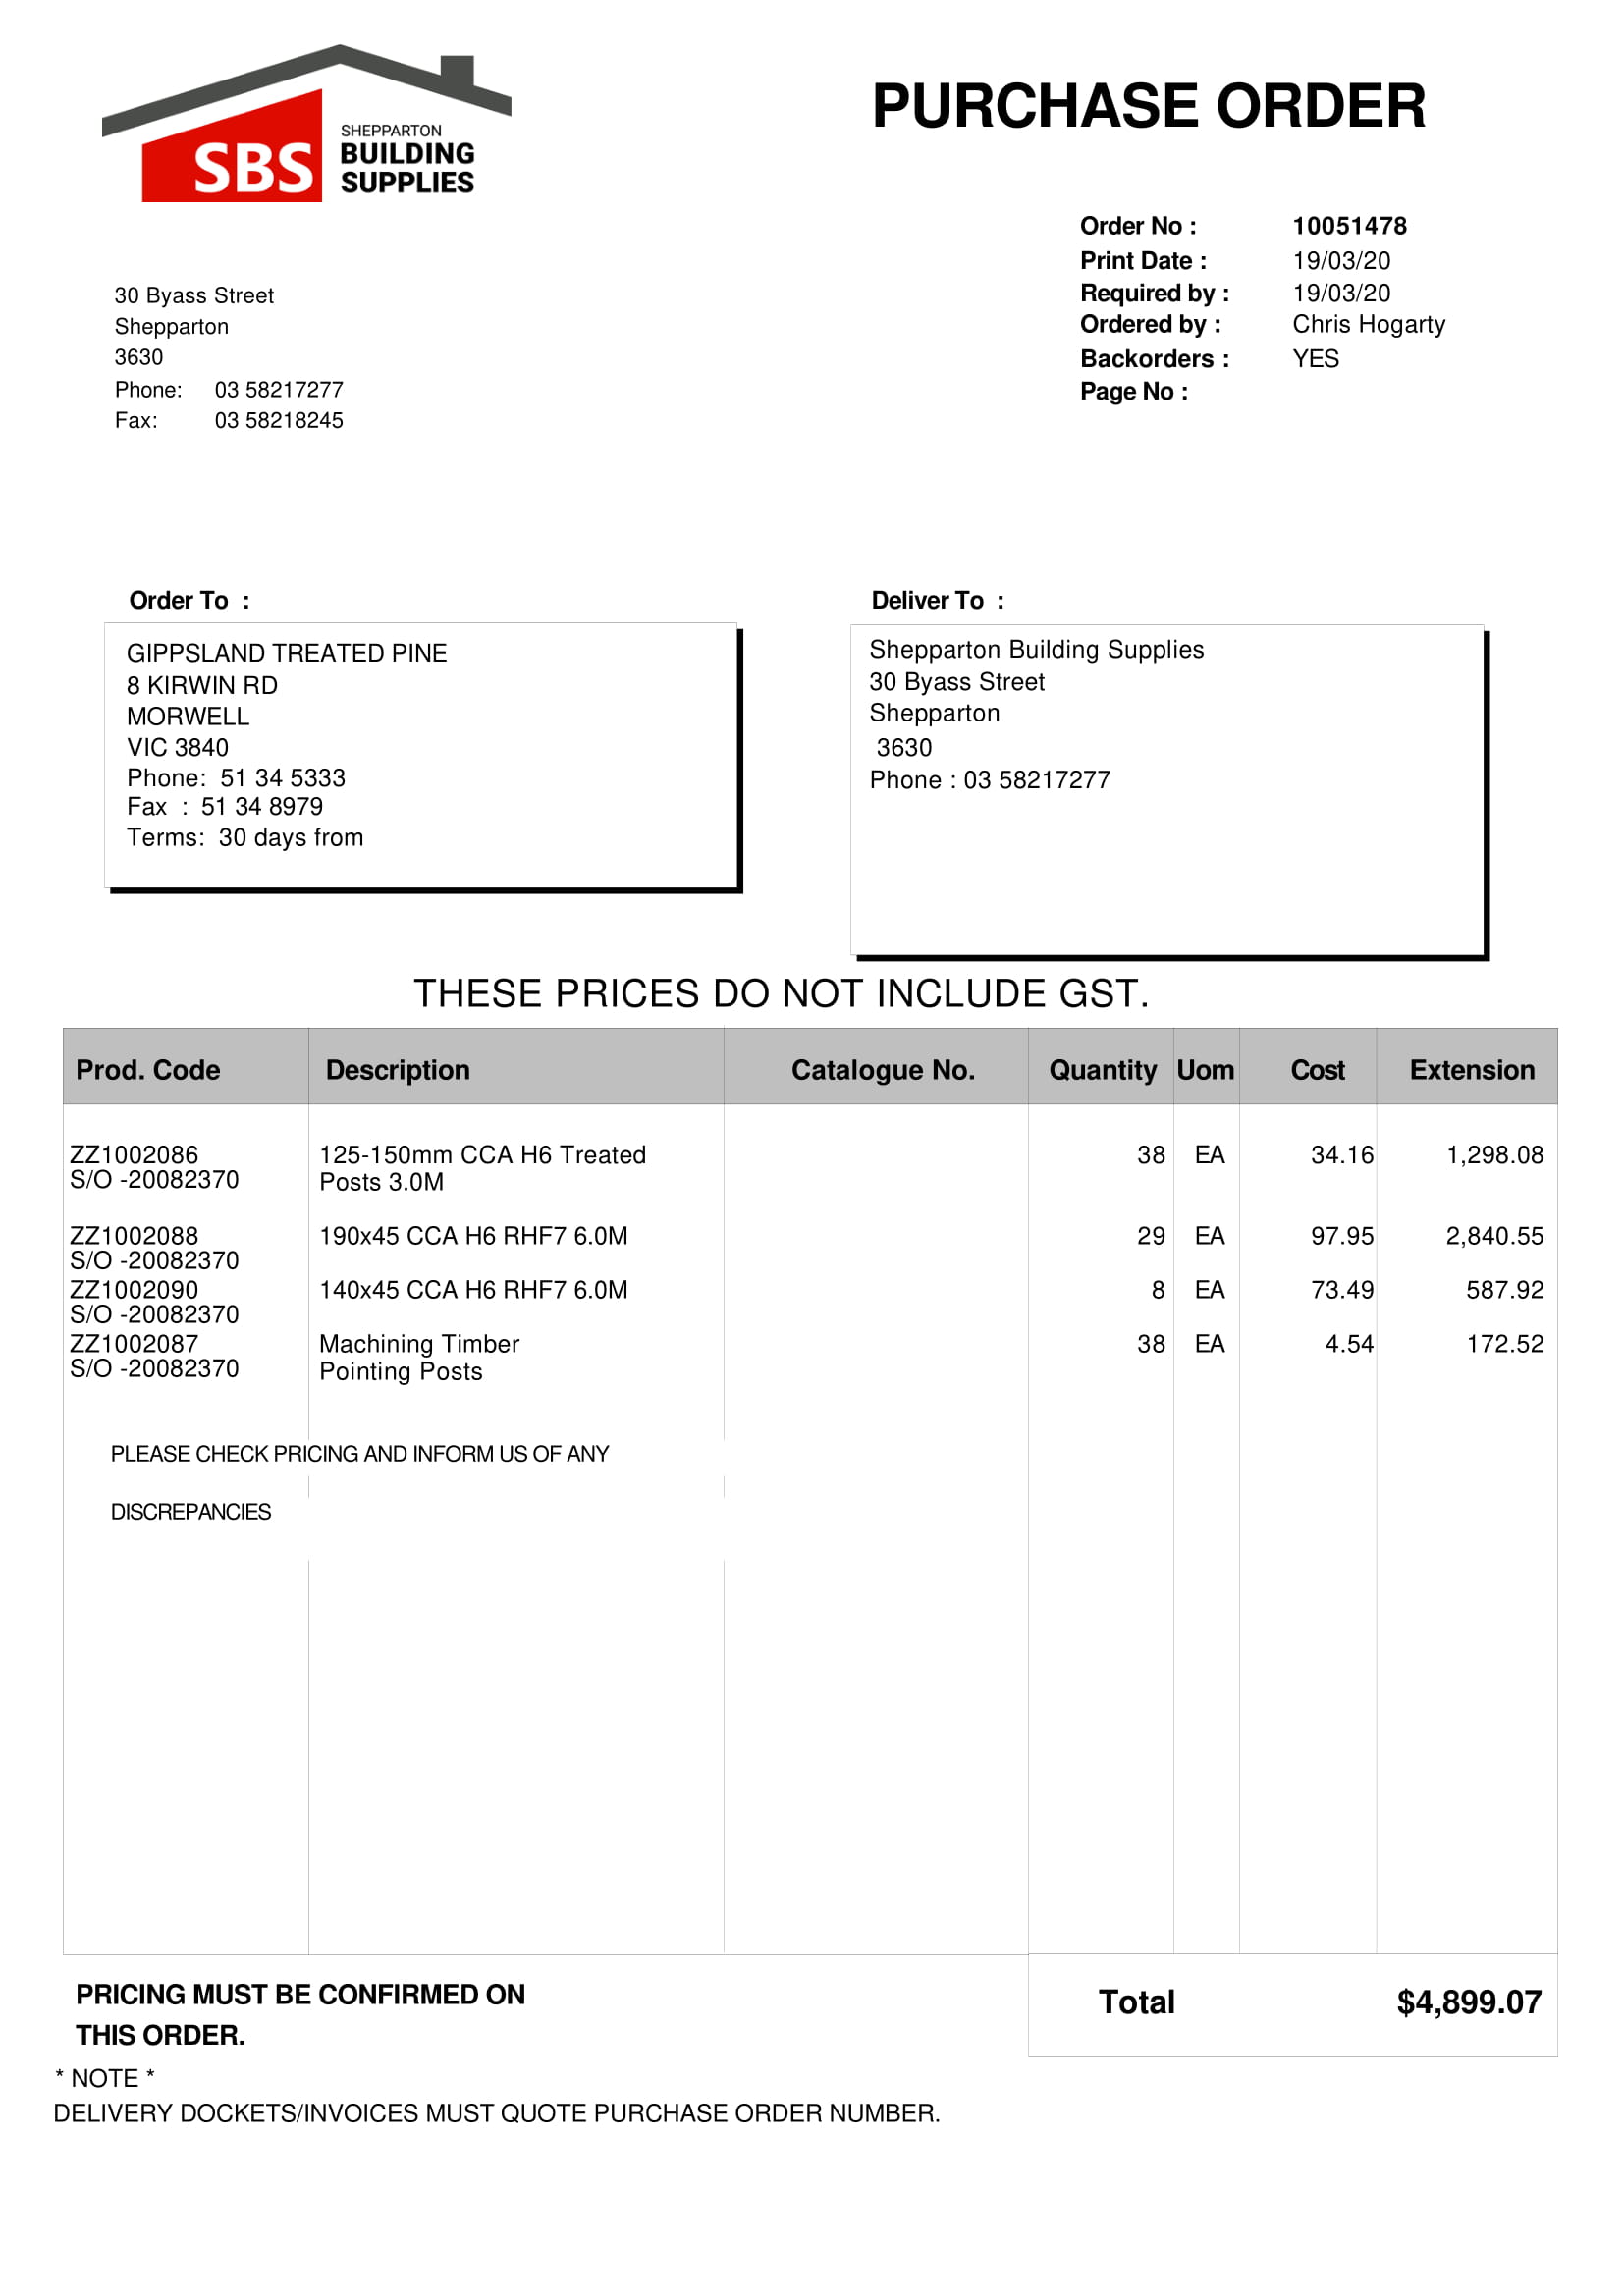 SHEPPARTON
BUILDING
SUPPLIES
SBS
PURCHASE ORDER
Order No : 10051478
Print Date : 19/03/20
Required by : 19/03/20
Ordered by : Chris Hogarty
Backorders : YES
Page No :
30 Byass Street
Shepparton
3630
Phone: 03 58217277
Fax: 03 58218245
Order To :
GIPPSLAND TREATED PINE
8 KIRWIN RD
MORWELL
VIC 3840
Phone: 51 34 5333
Fax : 51 34 8979
Terms: 30 days from
Deliver To :
Shepparton Building Supplies
30 Byass Street
Shepparton
3630
Phone : 03 58217277
THESE PRICES DO NOT INCLUDE GST.
Prod. Code Description Catalogue No. Quantity Uom Cost Extension
ZZ1002086 125-150mm CCA H6 Treated 38 EA 34.16 1,298.08
S/O -20082370 Posts 3.0M
ZZ1002088 190x45 CCA H6 RHF7 6.0M 29 EA 97.95 2,840.55
S/O -20082370
ZZ1002090 140x45 CCA H6 RHF7 6.0M 8 EA 73.49 587.92
S/O -20082370
ZZ1002087 Machining Timber 38 EA 4.54 172.52
S/O -20082370 Pointing Posts
PLEASE CHECK PRICING AND INFORM US OF ANY
DISCREPANCIES
PRICING MUST BE CONFIRMED ON
THIS ORDER.
Total $4,899.07
* NOTE *
DELIVERY DOCKETS/INVOICES MUST QUOTE PURCHASE ORDER NUMBER.